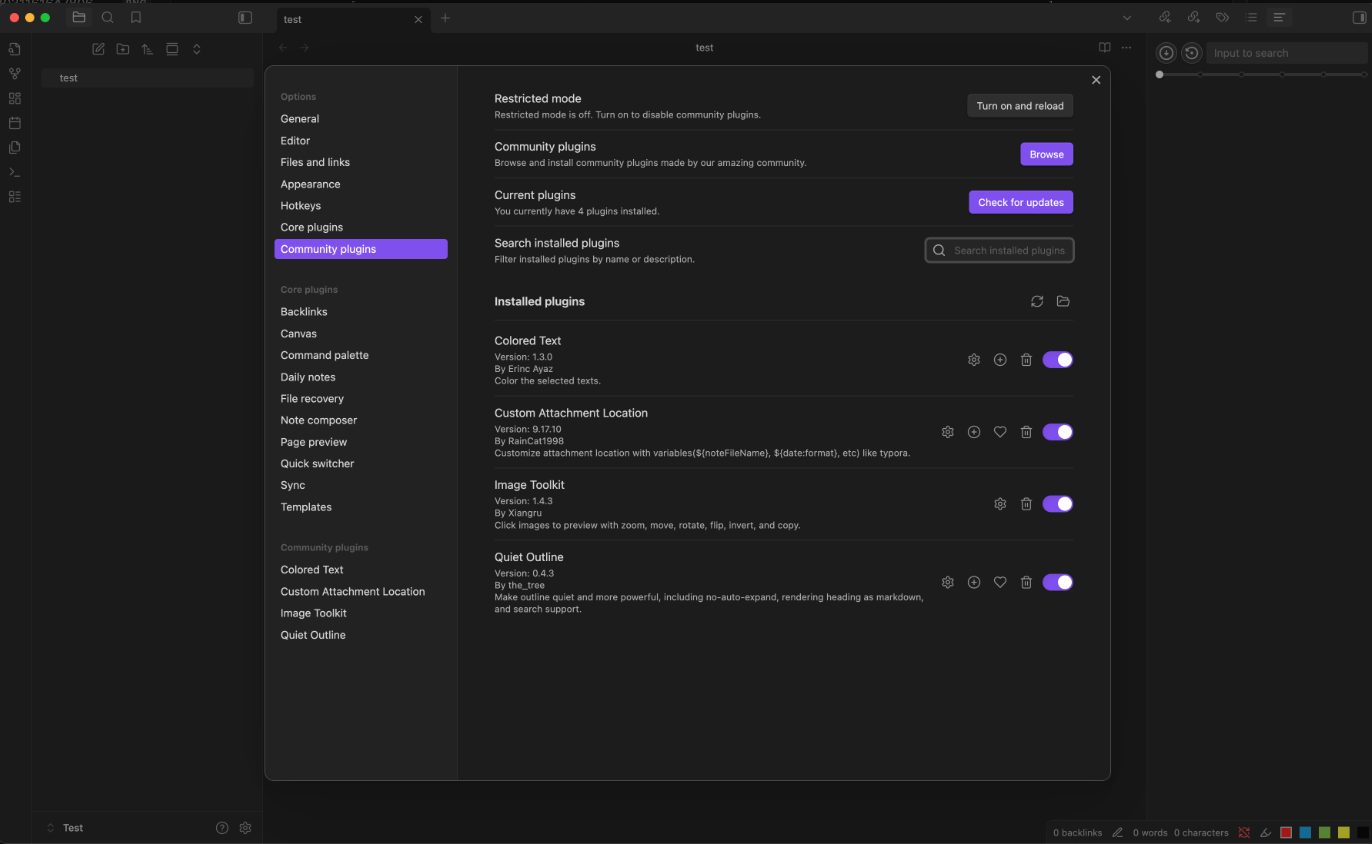 test
test
Input to search
test
Options
General
Editor
Files and links
Appearance
Hotkeys
Core plugins
Community plugins
Core plugins
Backlinks
Canvas
Command palette
Daily notes
File recovery
Note composer
Page preview
Quick switcher
Sync
Templates
Community plugins
Colored Text
Custom Attachment Location
Image Toolkit
Quiet Outline
Restricted mode
Restricted mode is off. Turn on to disable community plugins.
Turn on and reload
Community plugins
Browse and install community plugins made by our amazing community.
Browse
Current plugins
You currently have 4 plugins installed.
Check for updates
Search installed plugins
Filter installed plugins by name or description.
Search installed plugins
Installed plugins
Colored Text
Version: 1.3.0
By Erinc Ayaz
Color the selected texts.
Custom Attachment Location
Version: 9.17.10
By RainCat1998
Customize attachment location with variables(${noteFileName}, ${date:format}, etc) like typora.
Image Toolkit
Version: 1.4.3
By Xiangru
Click images to preview with zoom, move, rotate, flip, invert, and copy.
Quiet Outline
Version: 0.4.3
By the_tree
Make outline quiet and more powerful, including no-auto-expand, rendering heading as markdown,
and search support.
Test
0 backlinks
0 words 0 characters